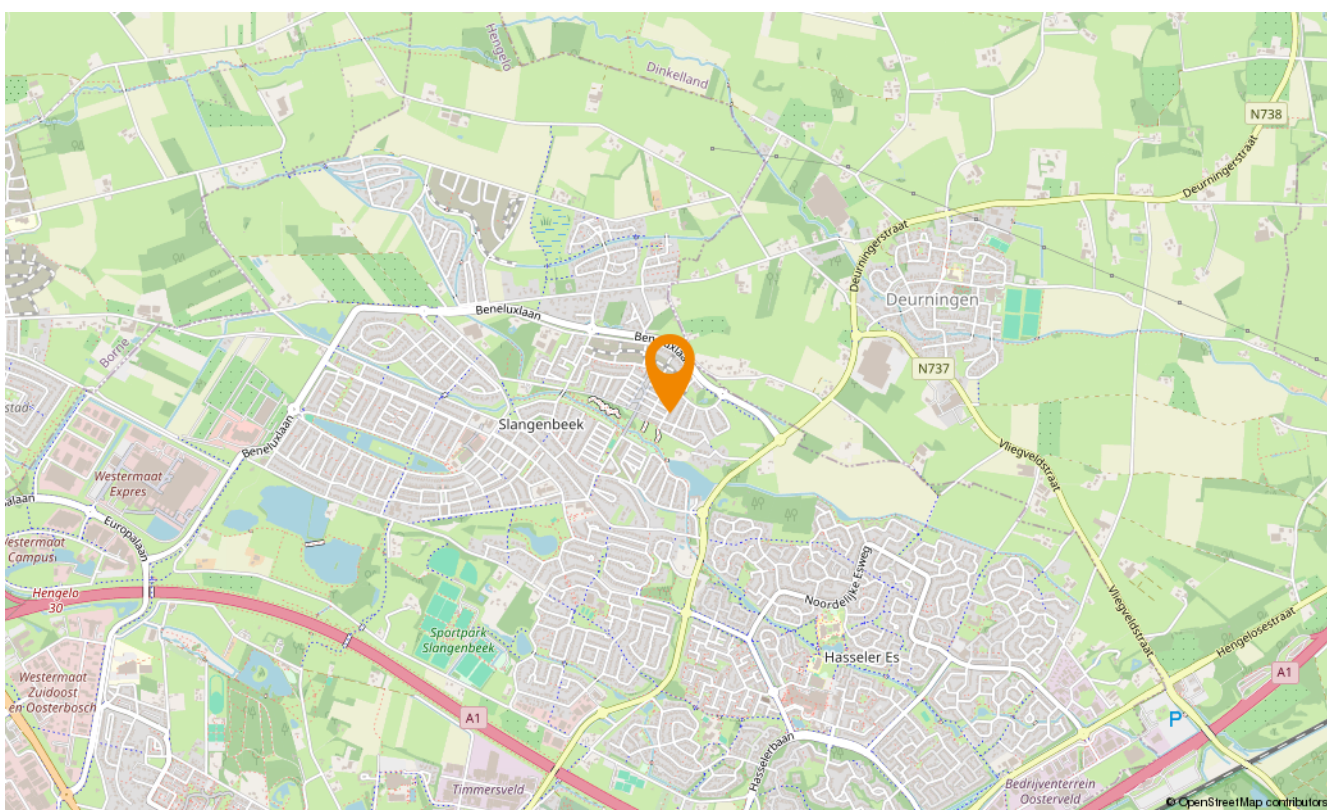 Hengelo
Dinkelland
N738
Deurningerstraat
Deurningerstraat
Deurningerstraat
Deurningen
Beneluxlaan
Borne
N737
Slangenbeek
Beneluxlaan
Vliegveldstraat
Westermaat
Expres
Europalaan
Campus
Noordelijke Esweg
Hengelo
30
Vliegveldstraat
Hengelosestraat
Sportpark
Slangenbeek
Hasseler Es
A1
Westermaat
Zuidoost
en Oosterbosch
A1
P
Hasselerbaan
Timmersveld
Bedrijventerrein
Oosterveld
© OpenStreetMap contributors